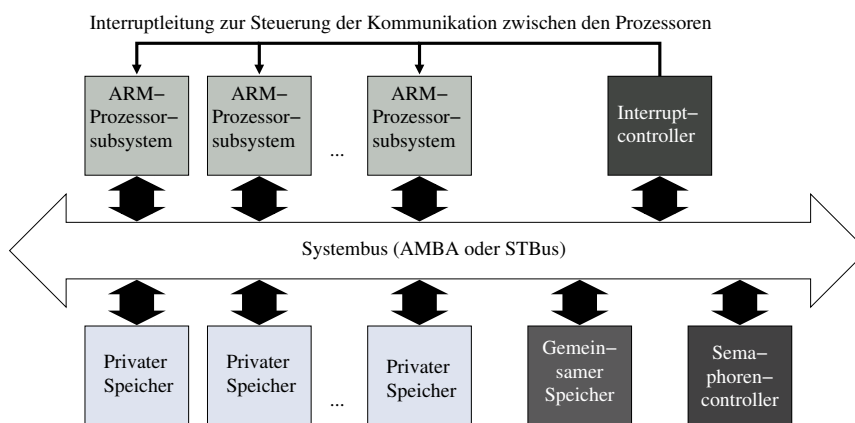 Interruptleitung zur Steuerung der Kommunikation zwischen den Prozessoren
ARM−
Prozessor−
subsystem
ARM−
Prozessor−
subsystem
...
ARM−
Prozessor−
subsystem
Interrupt−
controller
Systembus (AMBA oder STBus)
Privater
Speicher
Privater
Speicher
...
Privater
Speicher
Gemein−
samer
Speicher
Sema−
phoren−
controller